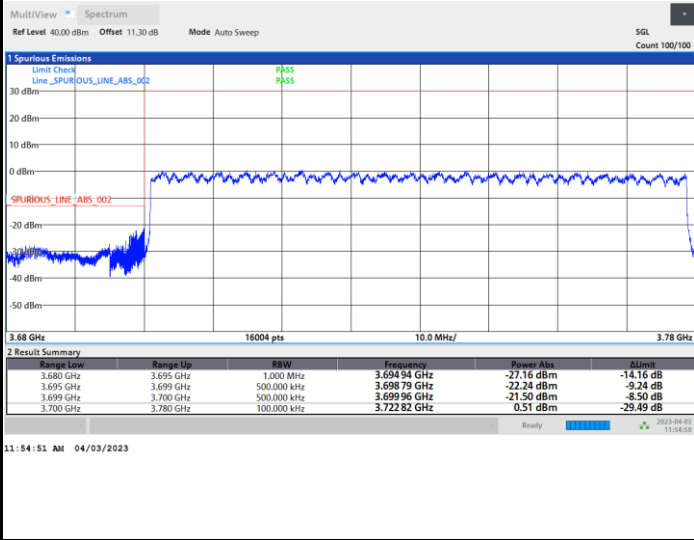 MultiView Spectrum
Ref Level 40.00 dBm Offset 11.30 dB Mode Auto Sweep SGL
Count 100/100
1 Spurious Emissions
Limit Check PASS
Line _SPURIOUS_LINE_ABS_002 PASS
30 dBm
20 dBm
10 dBm
0 dBm
_SPURIOUS_LINE_ABS_002
-20 dBm
-30 dBm
-40 dBm
-50 dBm
3.68 GHz 16004 pts 10.0 MHz/ 3.78 GHz
2 Result Summary
Range Low Range Up RBW Frequency Power Abs ΔLimit
3.680 GHz 3.695 GHz 1.000 MHz 3.694 94 GHz -27.16 dBm -14.16 dB
3.695 GHz 3.699 GHz 500.000 kHz 3.698 79 GHz -22.24 dBm -9.24 dB
3.699 GHz 3.700 GHz 500.000 kHz 3.699 96 GHz -21.50 dBm -8.50 dB
3.700 GHz 3.780 GHz 100.000 kHz 3.722 82 GHz 0.51 dBm -29.49 dB
Ready 2023-04-03
11:54:50
11:54:51 AM 04/03/2023